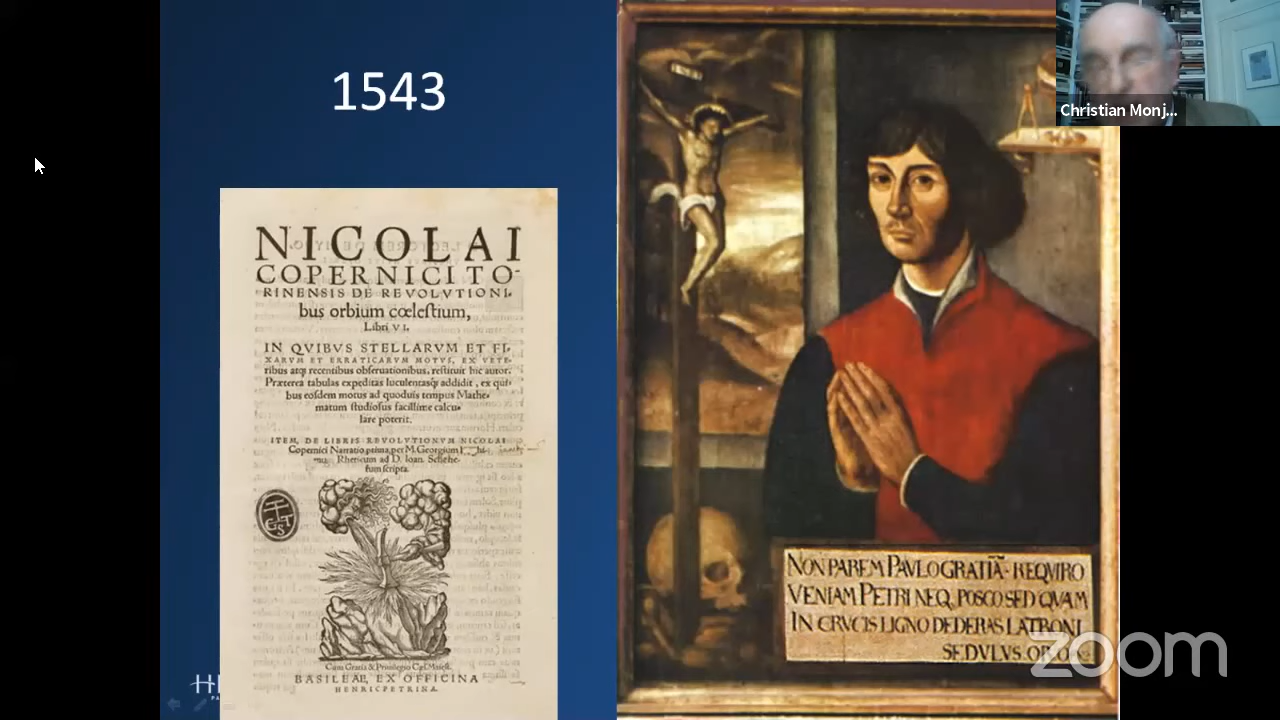 1543
NICOLAI
COPERNICI TO-
RINENSIS DE REVOLVTIONI-
bus orbium cœlestium,
Libri VI.
IN QVIBVS STELLARVM ET FI-
XARVM ET ERRATICARVM MOTVS, EX VETE-
ribus atq; recentibus obseruationibus, restituit hic autor.
Præterea tabulas expeditas luculentasq; addidit, ex qui-
bus eosdem motus ad quoduis tempus Mathe-
matum studiosus facillime calcu-
lare poterit.
ITEM, DE LIBRIS REVOLVTIONVM NICOLAI
Copernici Narratio prima, per M. Georgium
Rheticum ad D. Ioan. Schone-
rum scripta.
GST
Cum Gratia & Priuilegio Cæs. Maiest.
BASILEAE, EX OFFICINA
HENRICPETRINA.
Christian Monj...
NON PAREM PAVLO GRATIĀ REQVIRO
VENIAM PETRI NEQ. POSCO SED QVAM
IN CRVCIS LIGNO DEDERAS LATRONI
SEDVLVS
zoom